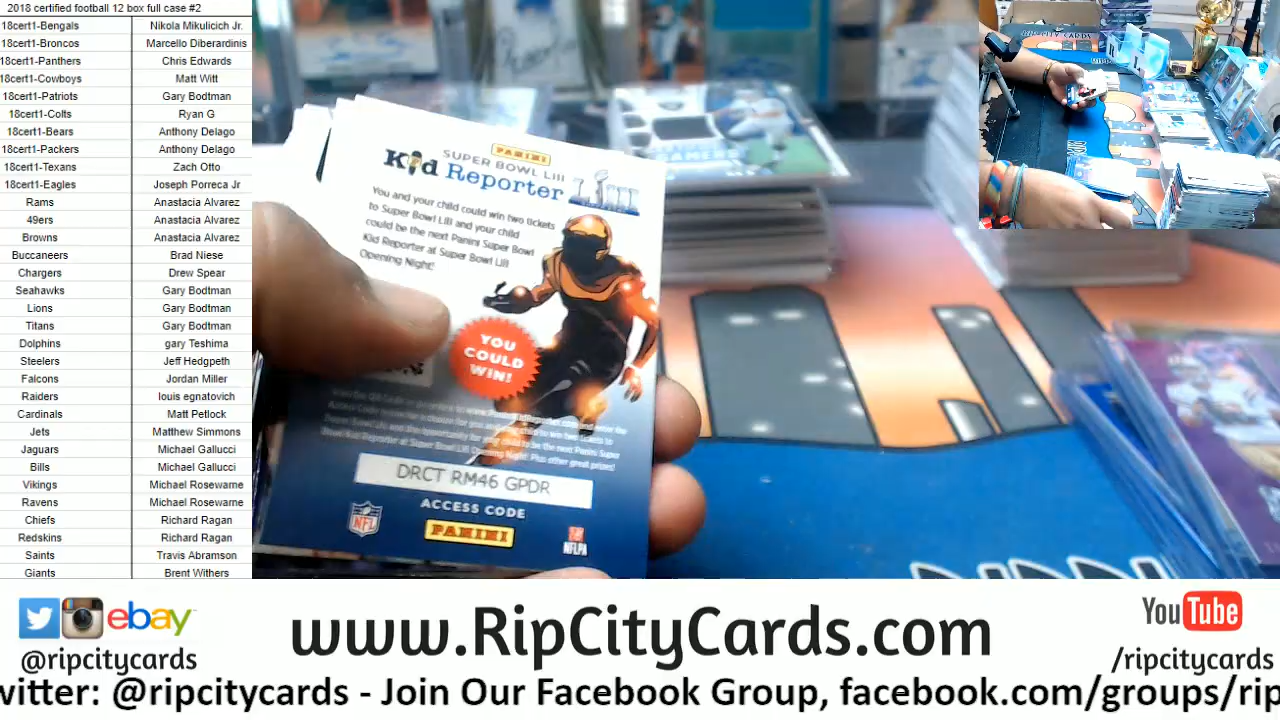 2018 certified football 12 box full case #2
18cert1-Bengals Nikola Mikulicich Jr.
18cert1-Broncos Marcello Diberardinis
18cert1-Panthers Chris Edwards
18cert1-Cowboys Matt Witt
18cert1-Patriots Gary Bodtman
18cert1-Colts Ryan G
18cert1-Bears Anthony Delago
18cert1-Packers Anthony Delago
18cert1-Texans Zach Otto
18cert1-Eagles Joseph Porreca Jr
Rams Anastacia Alvarez
49ers Anastacia Alvarez
Browns Anastacia Alvarez
Buccaneers Brad Niese
Chargers Drew Spear
Seahawks Gary Bodtman
Lions Gary Bodtman
Titans Gary Bodtman
Dolphins gary Teshima
Steelers Jeff Hedgpeth
Falcons Jordan Miller
Raiders louis egnatovich
Cardinals Matt Petlock
Jets Matthew Simmons
Jaguars Michael Gallucci
Bills Michael Gallucci
Vikings Michael Rosewarne
Ravens Michael Rosewarne
Chiefs Richard Ragan
Redskins Richard Ragan
Saints Travis Abramson
Giants Brent Withers
PANINI
SUPER BOWL LIII
Kid Reporter
LIII
You and your child could win two tickets
to Super Bowl LIII and your child
could be the next Panini Super Bowl
Kid Reporter at Super Bowl LIII
Opening Night!
YOU
COULD
WIN!
DRCT RM46 GPDR
ACCESS CODE
NFL
PANINI
NFLPA
ebay
@ripcitycards
www.RipCityCards.com
YouTube
/ripcitycards
witter: @ripcitycards - Join Our Facebook Group, facebook.com/groups/rip